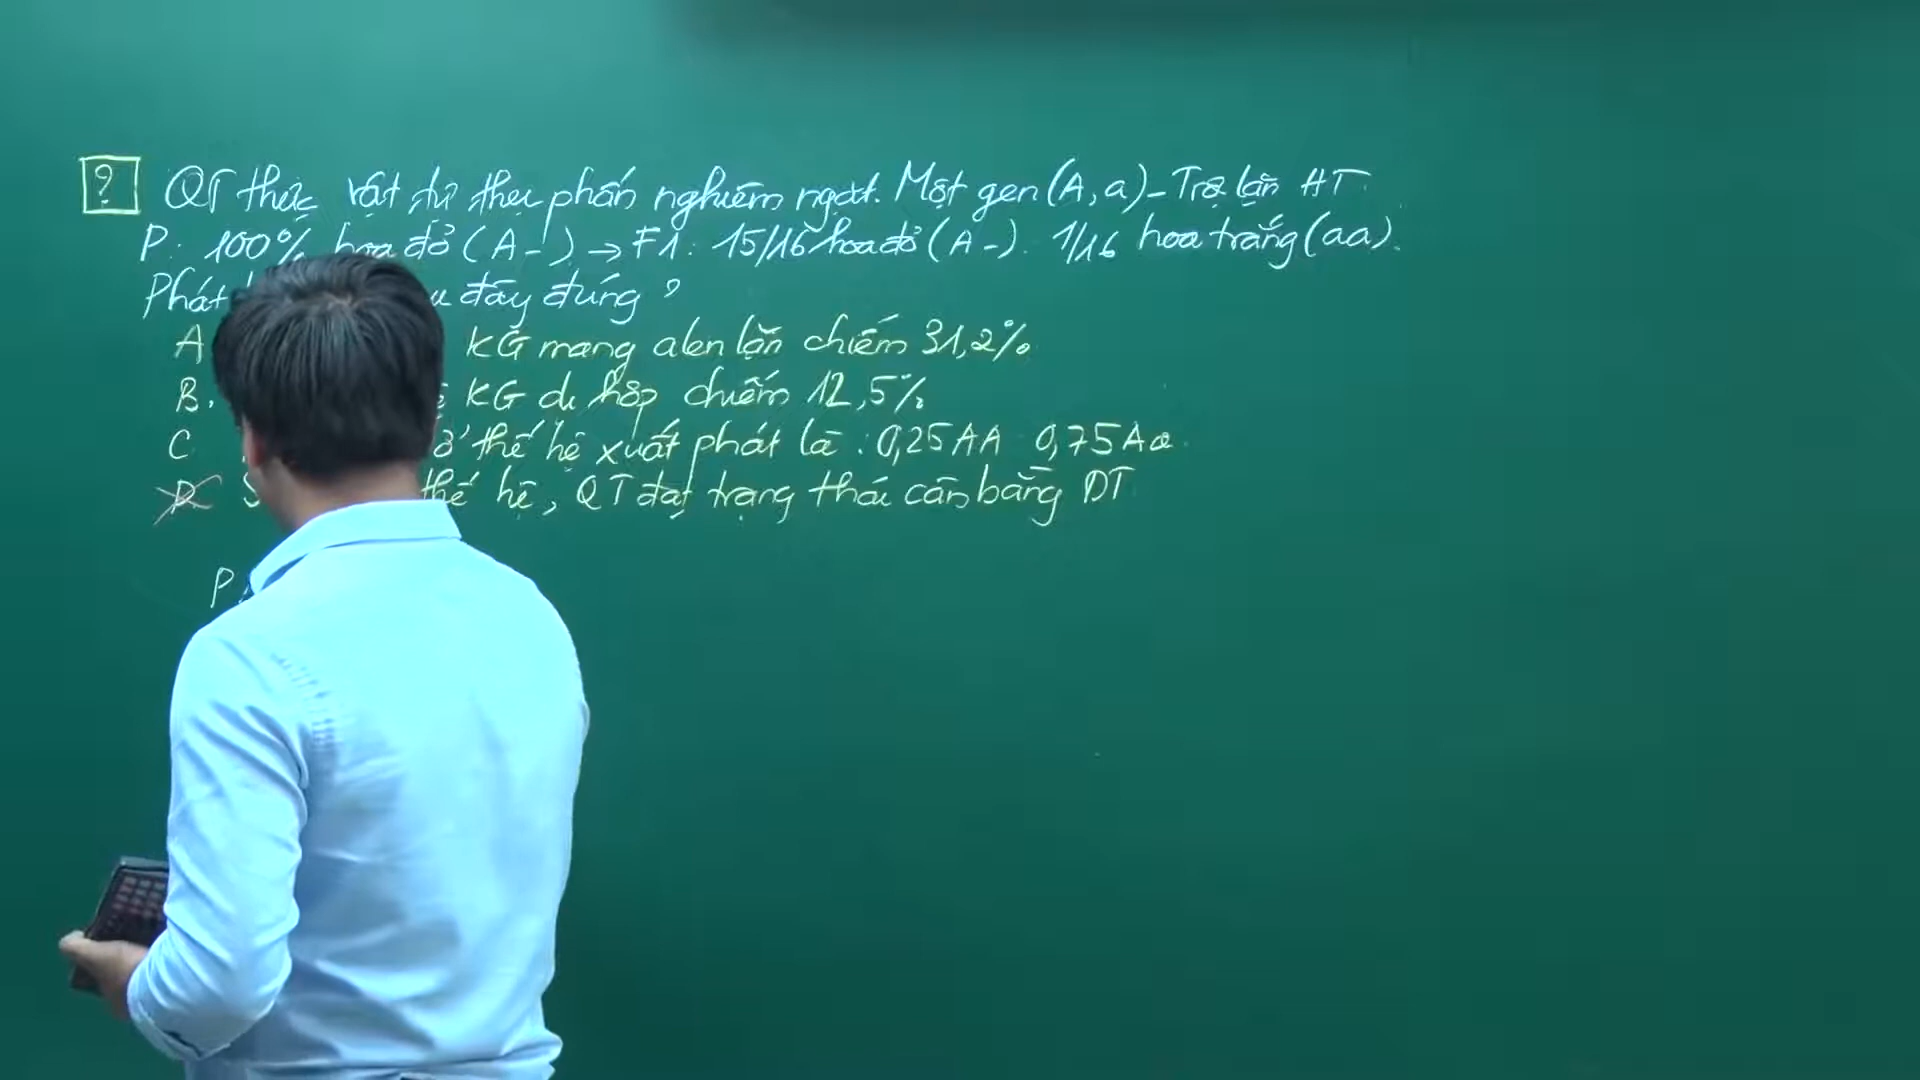 ? QT thực vật tự thụ phấn nghiêm ngặt. Một gen (A, a) - Trội lặn HT.
P: 100% hoa đỏ (A-) → F1: 15/16 hoa đỏ (A-). 1/16 hoa trắng (aa).
Phát đây đúng?
A KG mang alen lặn chiếm 31,2%.
B. KG dị hợp chiếm 12,5%
C ở thế hệ xuất phát là: 0,25AA 0,75Aa.
D S thế hệ, QT đạt trạng thái cân bằng DT
P